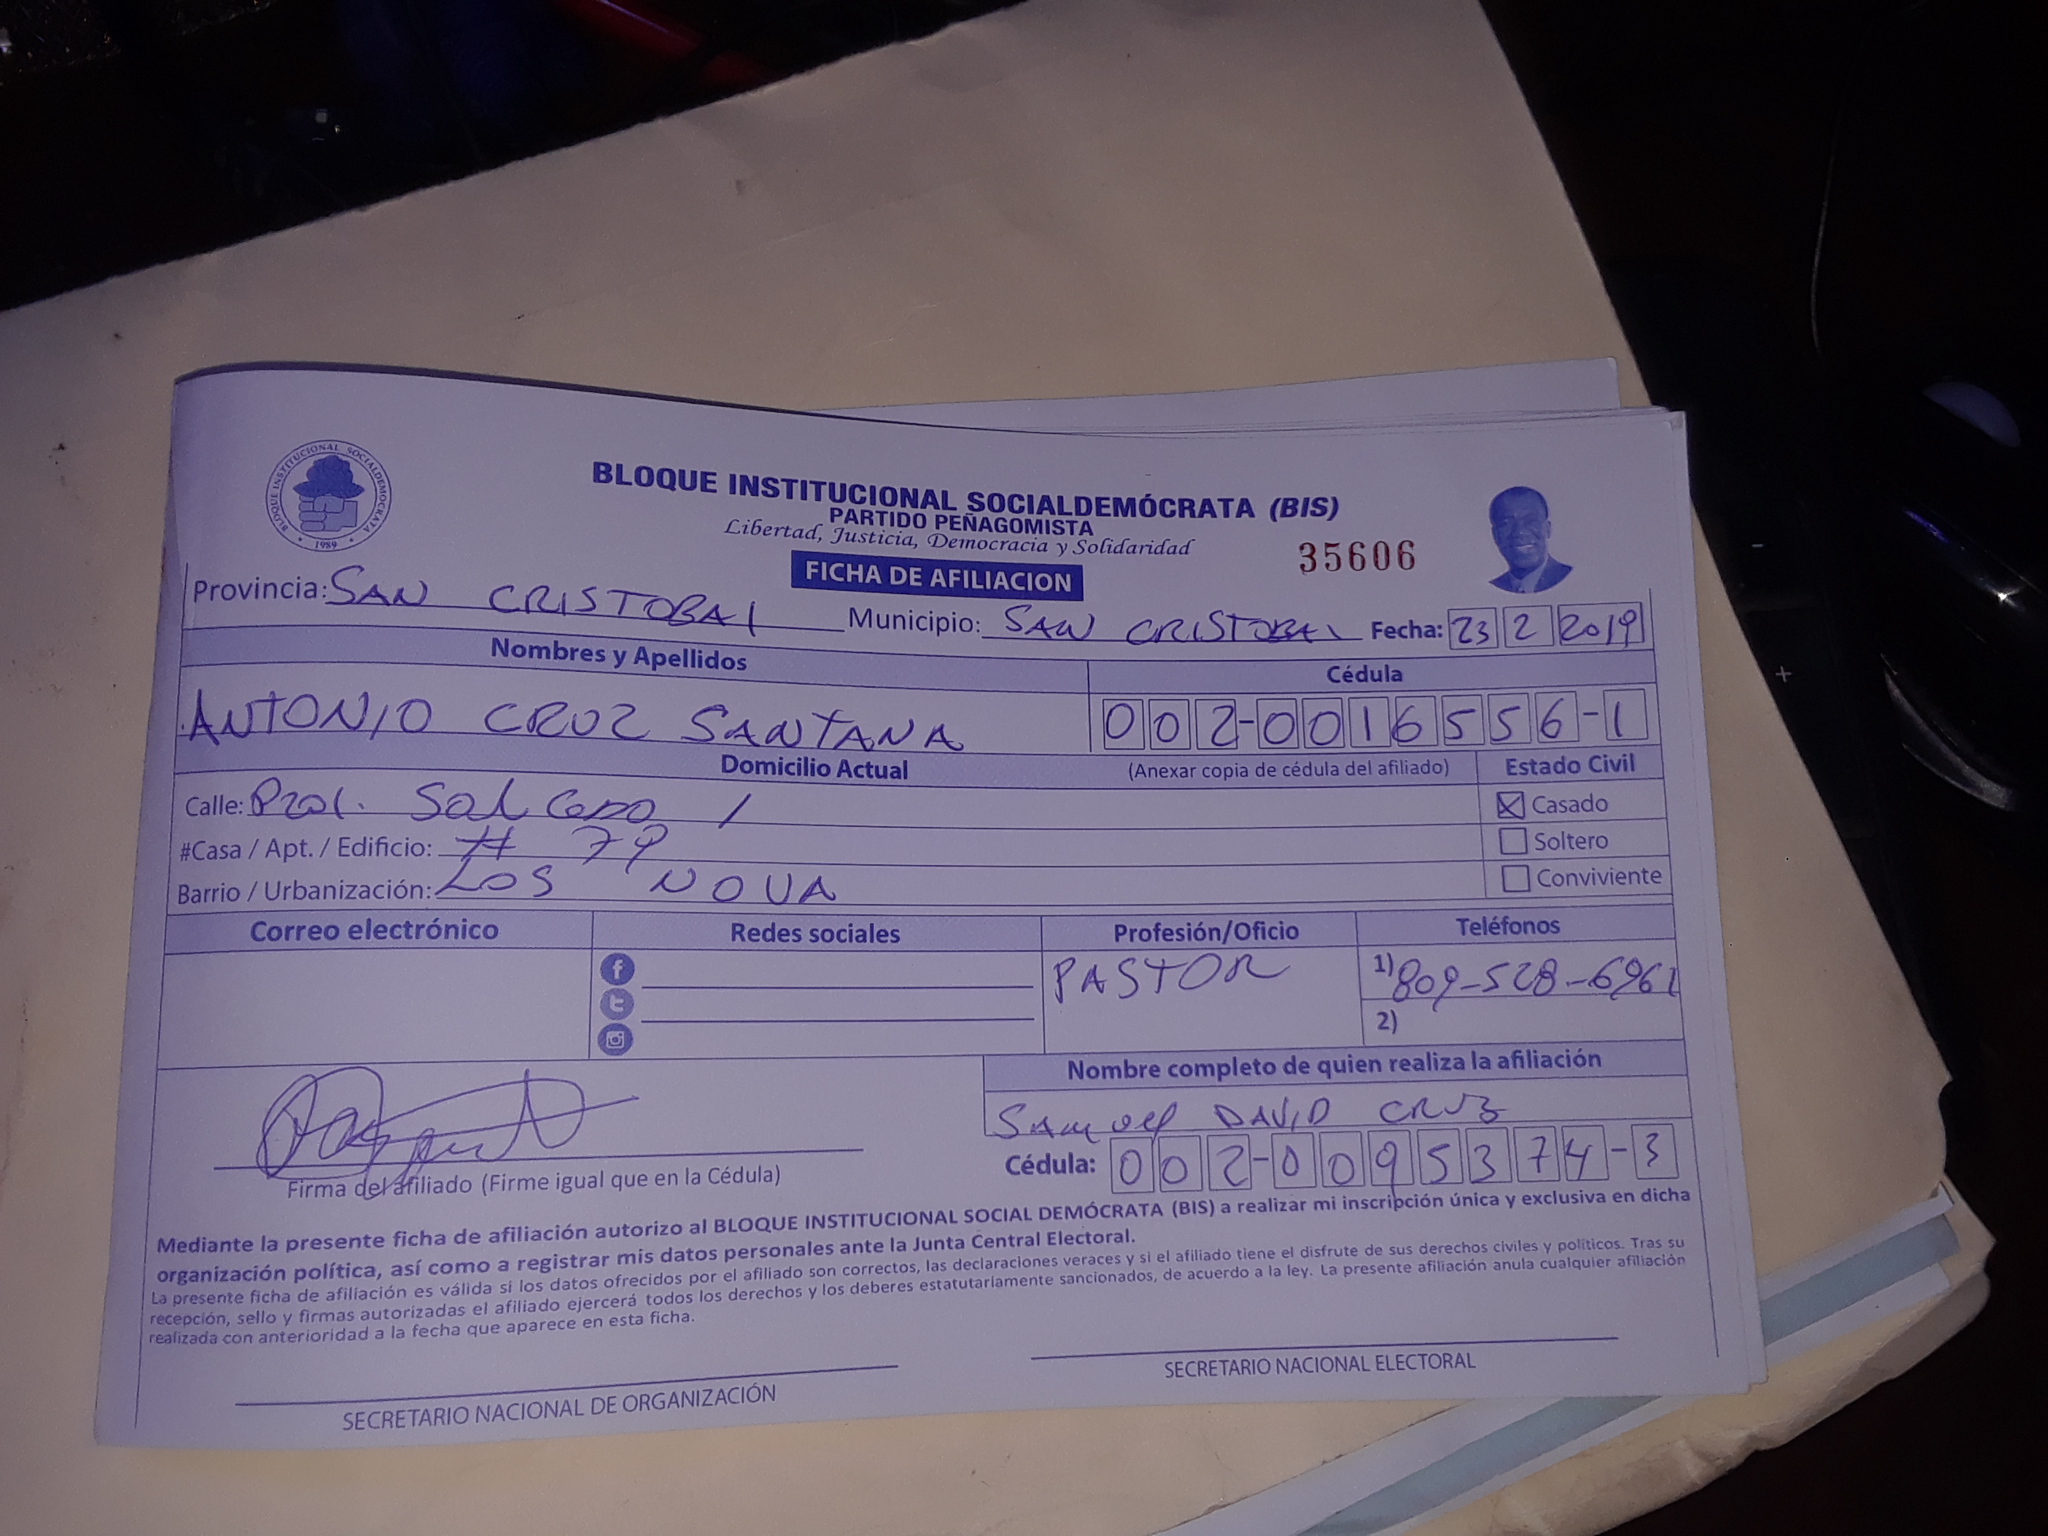 BLOQUE INSTITUCIONAL SOCIALDEMOCRATA
1989
BLOQUE INSTITUCIONAL SOCIALDEMÓCRATA (BIS)
PARTIDO PEÑAGOMISTA
Libertad, Justicia, Democracia y Solidaridad
FICHA DE AFILIACION
35606
Provincia: SAN CRISTOBAL Municipio: SAN CRISTOBAL Fecha: 23 2 2019
Nombres y Apellidos Cédula
ANTONIO CRUZ SANTANA 002-0016556-1
Domicilio Actual (Anexar copia de cédula del afiliado) Estado Civil
Calle: Prol. Salcedo / Casado
#Casa / Apt. / Edificio: # 79 Soltero
Barrio / Urbanización: LOS NOVA Conviviente
Correo electrónico Redes sociales Profesión/Oficio Teléfonos
PASTOR 1) 809-528-6961
2)
Nombre completo de quien realiza la afiliación
SAMUEL DAVID CRUZ
Cédula: 002-0095374-3
Firma del afiliado (Firme igual que en la Cédula)
Mediante la presente ficha de afiliación autorizo al BLOQUE INSTITUCIONAL SOCIAL DEMÓCRATA (BIS) a realizar mi inscripción única y exclusiva en dicha
organización política, así como a registrar mis datos personales ante la Junta Central Electoral.
La presente ficha de afiliación es válida si los datos ofrecidos por el afiliado son correctos, las declaraciones veraces y si el afiliado tiene el disfrute de sus derechos civiles y políticos. Tras su
recepción, sello y firmas autorizadas el afiliado ejercerá todos los derechos y los deberes estatutariamente sancionados, de acuerdo a la ley. La presente afiliación anula cualquier afiliación
realizada con anterioridad a la fecha que aparece en esta ficha.
SECRETARIO NACIONAL DE ORGANIZACIÓN SECRETARIO NACIONAL ELECTORAL